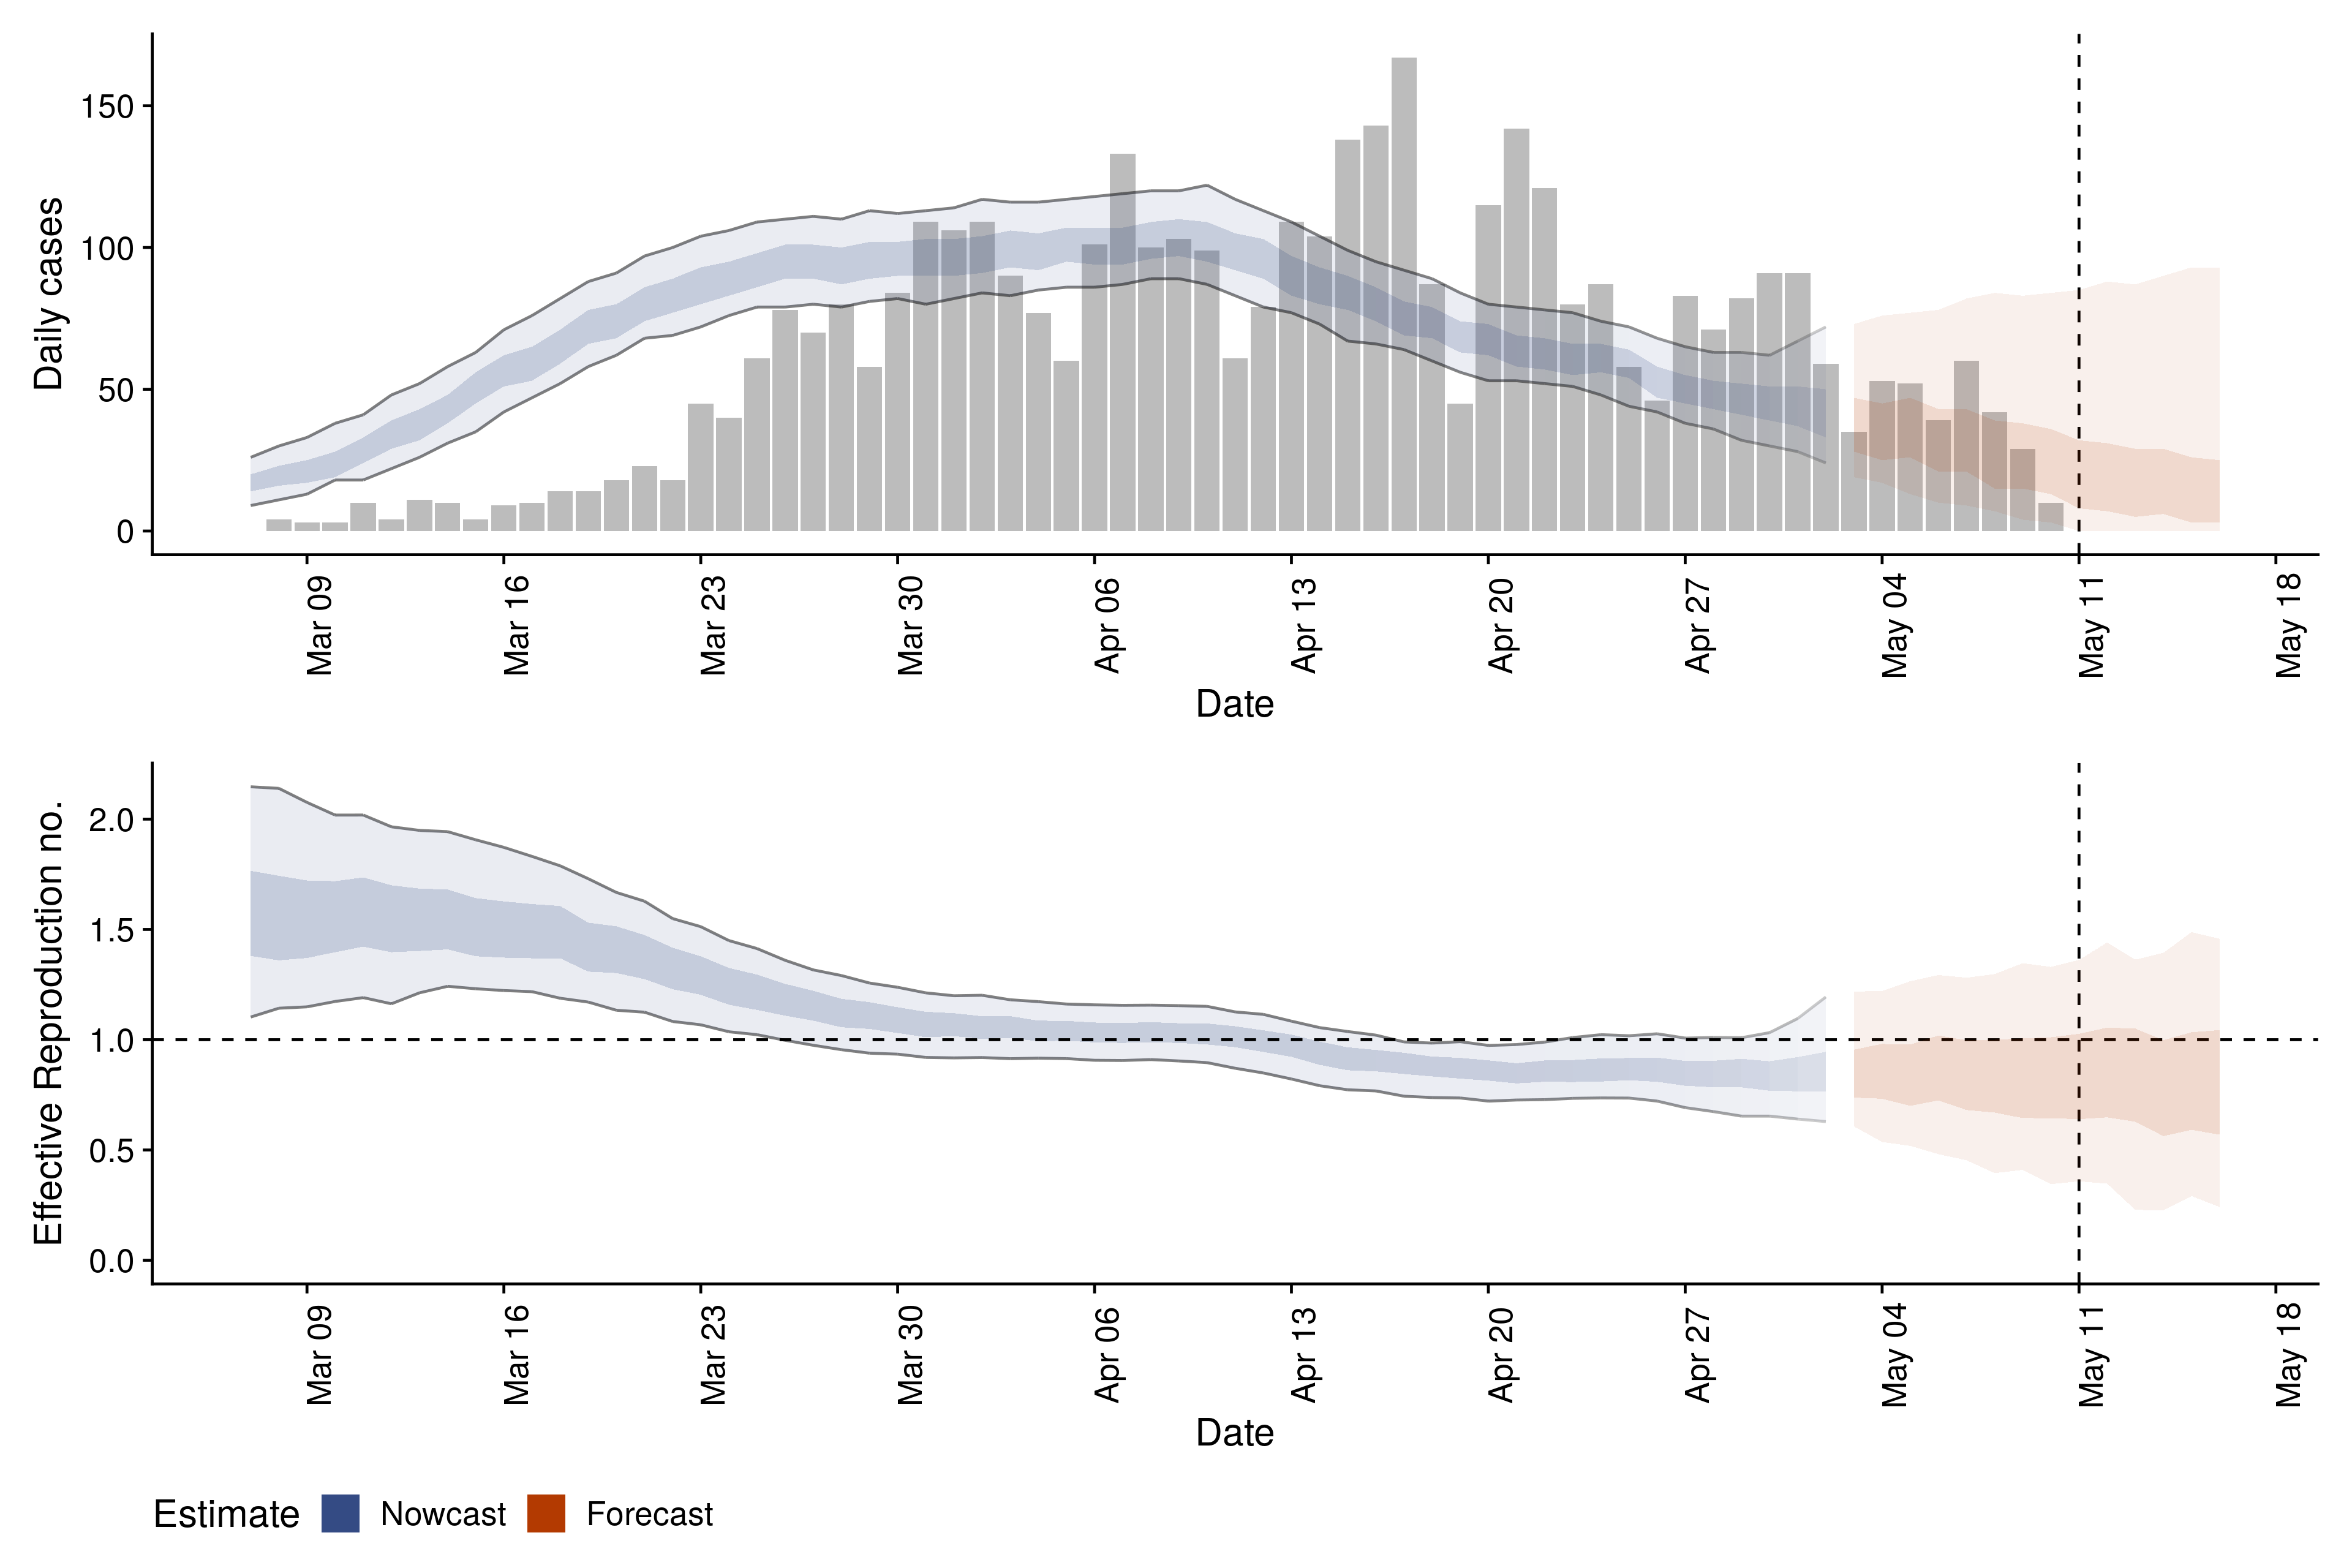 Daily cases
150
100
50
0
Mar 09
Mar 16
Mar 23
Mar 30
Apr 06
Apr 13
Apr 20
Apr 27
May 04
May 11
May 18
Date
Effective Reproduction no.
2.0
1.5
1.0
0.5
0.0
Mar 09
Mar 16
Mar 23
Mar 30
Apr 06
Apr 13
Apr 20
Apr 27
May 04
May 11
May 18
Date
Estimate Nowcast Forecast